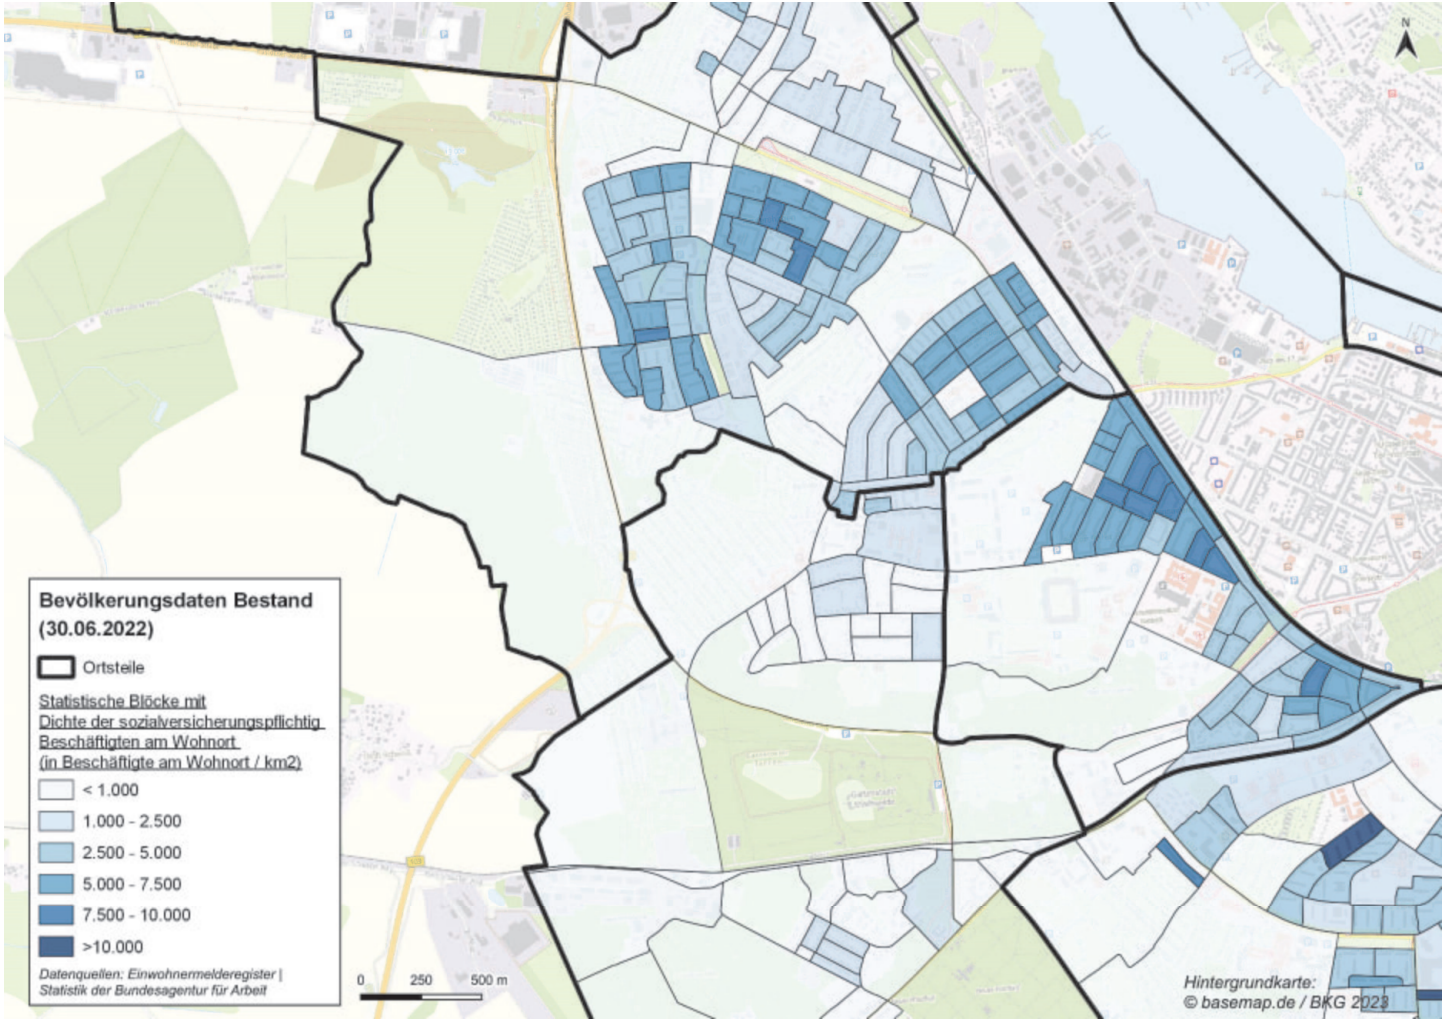 N
Bevölkerungsdaten Bestand
(30.06.2022)
Ortsteile
Statistische Blöcke mit
Dichte der sozialversicherungspflichtig
Beschäftigten am Wohnort
(in Beschäftigte am Wohnort / km2)
< 1.000
1.000 - 2.500
2.500 - 5.000
5.000 - 7.500
7.500 - 10.000
>10.000
Datenquellen: Einwohnermelderegister |
Statistik der Bundesagentur für Arbeit
0 250 500 m
Hintergrundkarte:
© basemap.de / BKG 2023